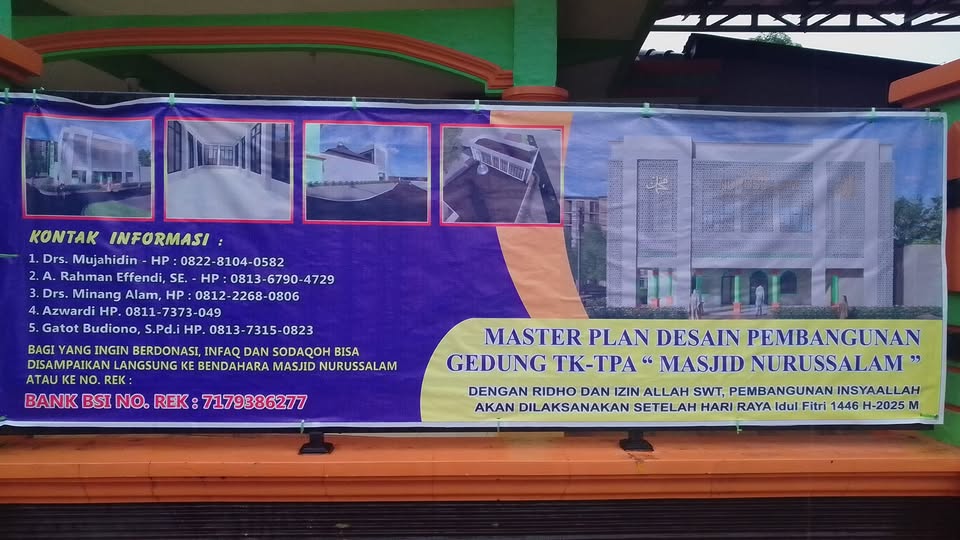 KONTAK INFORMASI :
1. Drs. Mujahidin - HP : 0822-8104-0582
2. A. Rahman Effendi, SE. - HP : 0813-6790-4729
3. Drs. Minang Alam, HP : 0812-2268-0806
4. Azwardi HP. 0811-7373-049
5. Gatot Budiono, S.Pd.i HP. 0813-7315-0823
BAGI YANG INGIN BERDONASI, INFAQ DAN SODAQOH BISA
DISAMPAIKAN LANGSUNG KE BENDAHARA MASJID NURUSSALAM
ATAU KE NO. REK :
BANK BSI NO. REK : 7179386277
MASTER PLAN DESAIN PEMBANGUNAN
GEDUNG TK-TPA “ MASJID NURUSSALAM ”
DENGAN RIDHO DAN IZIN ALLAH SWT, PEMBANGUNAN INSYAALLAH
AKAN DILAKSANAKAN SETELAH HARI RAYA Idul Fitri 1446 H-2025 M